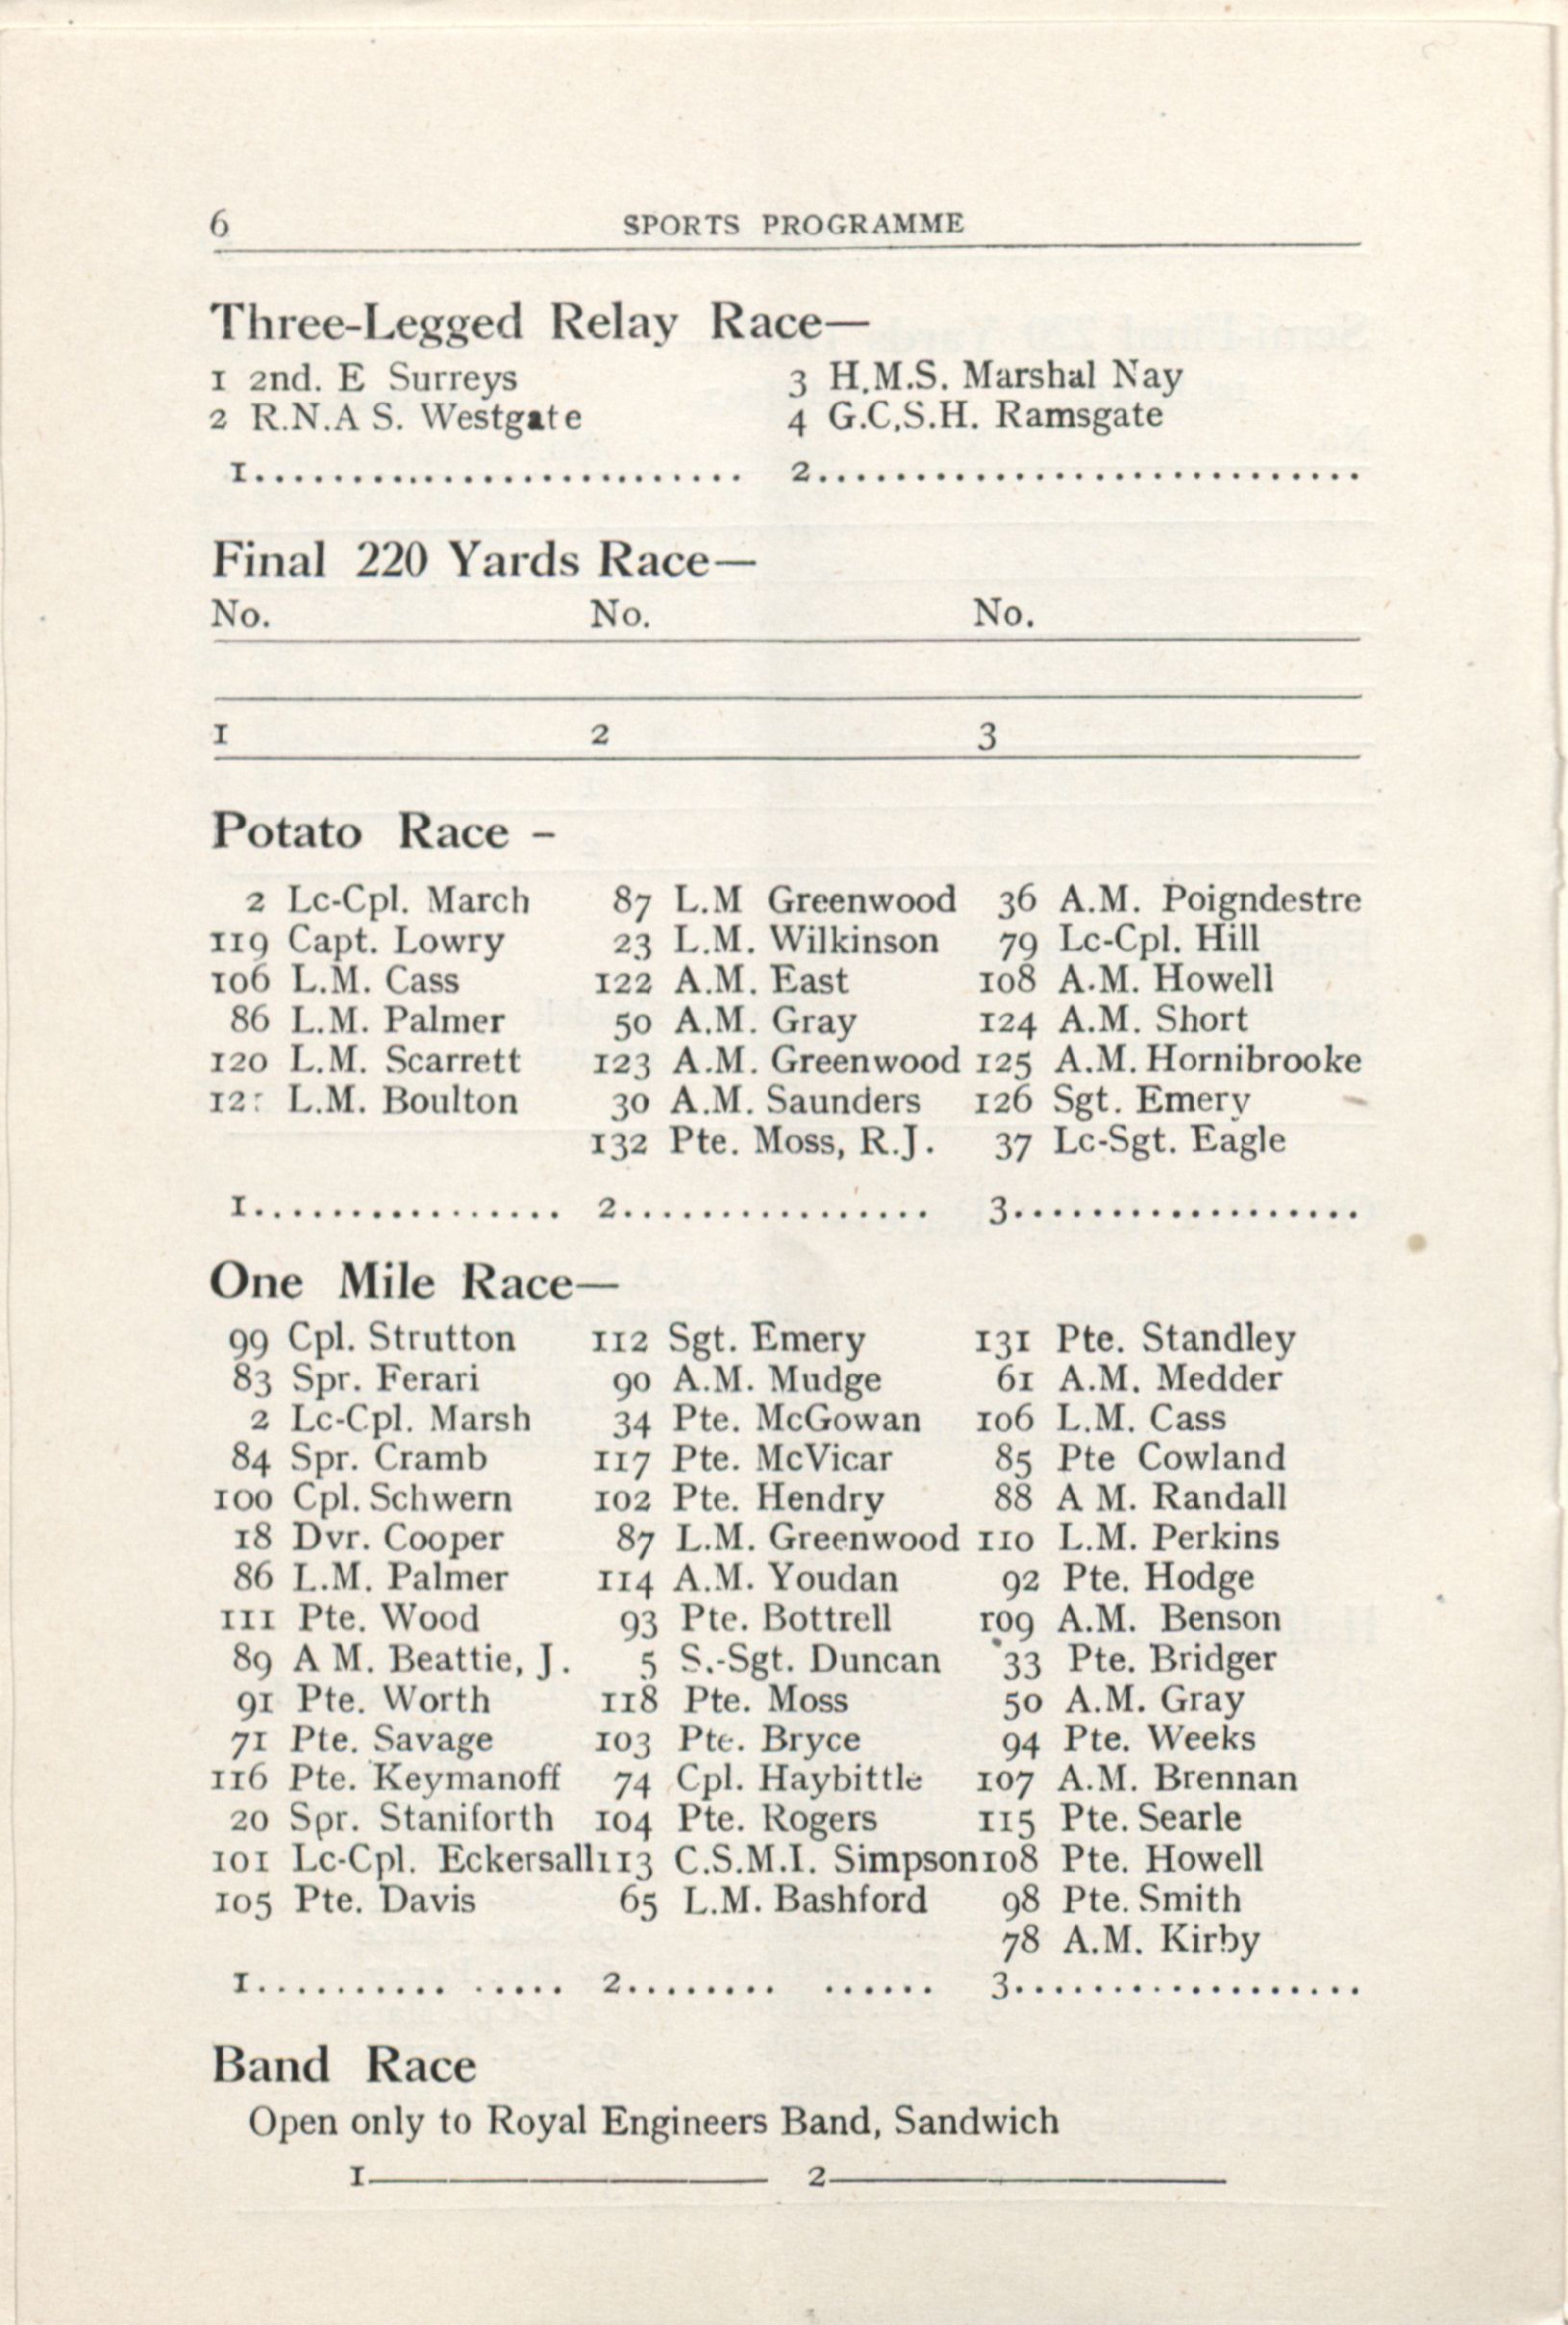 6 SPORTS PROGRAMME
Three-Legged Relay Race—
1 2nd. E Surreys 3 H.M.S. Marshal Nay
2 R.N.A S. Westgate 4 G.C.S.H. Ramsgate
1........................... 2..............................
Final 220 Yards Race—
No. No. No.
1 2 3
Potato Race -
2 Lc-Cpl. March 87 L.M Greenwood 36 A.M. Poigndestre
119 Capt. Lowry 23 L.M. Wilkinson 79 Lc-Cpl. Hill
106 L.M. Cass 122 A.M. East 108 A.M. Howell
86 L.M. Palmer 50 A.M. Gray 124 A.M. Short
120 L.M. Scarrett 123 A.M. Greenwood 125 A.M. Hornibrooke
12: L.M. Boulton 30 A.M. Saunders 126 Sgt. Emery
132 Pte. Moss, R.J. 37 Lc-Sgt. Eagle
1................. 2................. 3...................
One Mile Race—
99 Cpl. Strutton 112 Sgt. Emery 131 Pte. Standley
83 Spr. Ferari 90 A.M. Mudge 61 A.M. Medder
2 Lc-Cpl. Marsh 34 Pte. McGowan 106 L.M. Cass
84 Spr. Cramb 117 Pte. McVicar 85 Pte Cowland
100 Cpl. Schwern 102 Pte. Hendry 88 A M. Randall
18 Dvr. Cooper 87 L.M. Greenwood 110 L.M. Perkins
86 L.M. Palmer 114 A.M. Youdan 92 Pte. Hodge
111 Pte. Wood 93 Pte. Bottrell 109 A.M. Benson
89 A M. Beattie, J. 5 S.-Sgt. Duncan 33 Pte. Bridger
91 Pte. Worth 118 Pte. Moss 50 A.M. Gray
71 Pte. Savage 103 Pte. Bryce 94 Pte. Weeks
116 Pte. Keymanoff 74 Cpl. Haybittle 107 A.M. Brennan
20 Spr. Staniforth 104 Pte. Rogers 115 Pte. Searle
101 Lc-Cpl. Eckersall 113 C.S.M.I. Simpson 108 Pte. Howell
105 Pte. Davis 65 L.M. Bashford 98 Pte. Smith
78 A.M. Kirby
1.......... ..... 2........ ...... 3...................
Band Race
Open only to Royal Engineers Band, Sandwich
1—————— 2——————